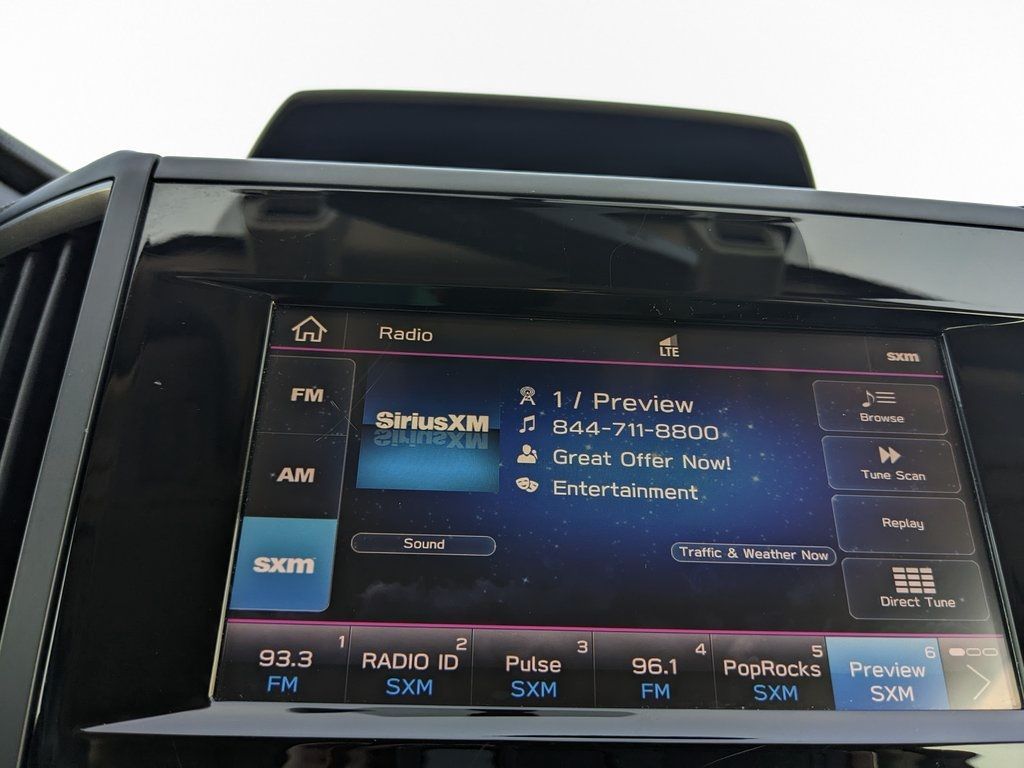 Radio
LTE
sxm
FM
AM
sxm
SiriusXM
1 / Preview
844-711-8800
Great Offer Now!
Entertainment
Sound
Traffic & Weather Now
Browse
Tune Scan
Replay
Direct Tune
1
93.3
FM
2
RADIO ID
SXM
3
Pulse
SXM
4
96.1
FM
5
PopRocks
SXM
6
Preview
SXM